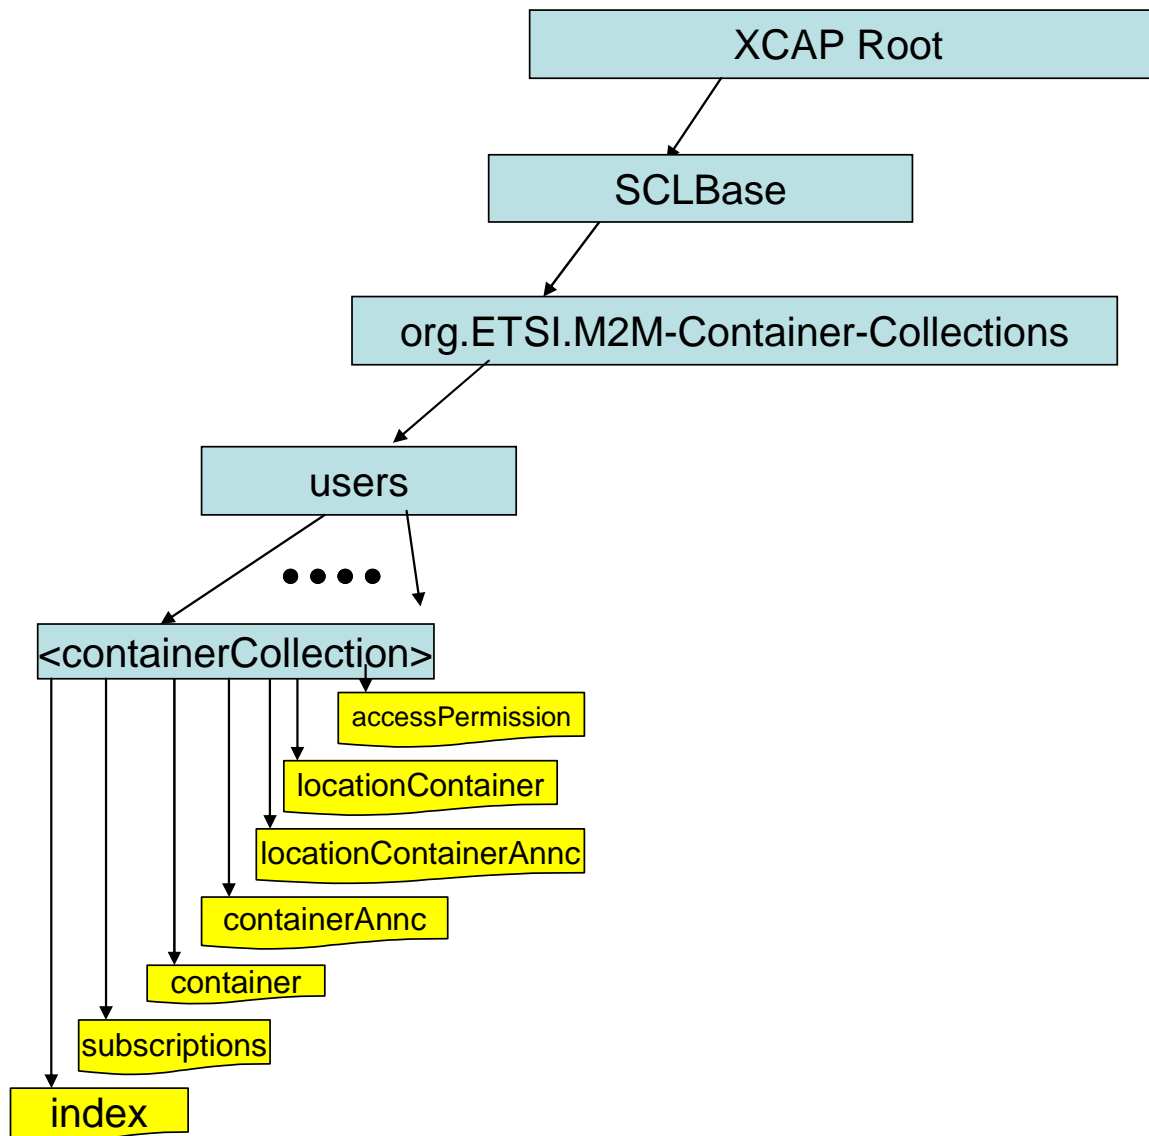 XCAP Root
SCLBase
org.ETSI.M2M-Container-Collections
users
<containerCollection>
accessPermission
locationContainer
locationContainerAnnc
containerAnnc
container
subscriptions
index